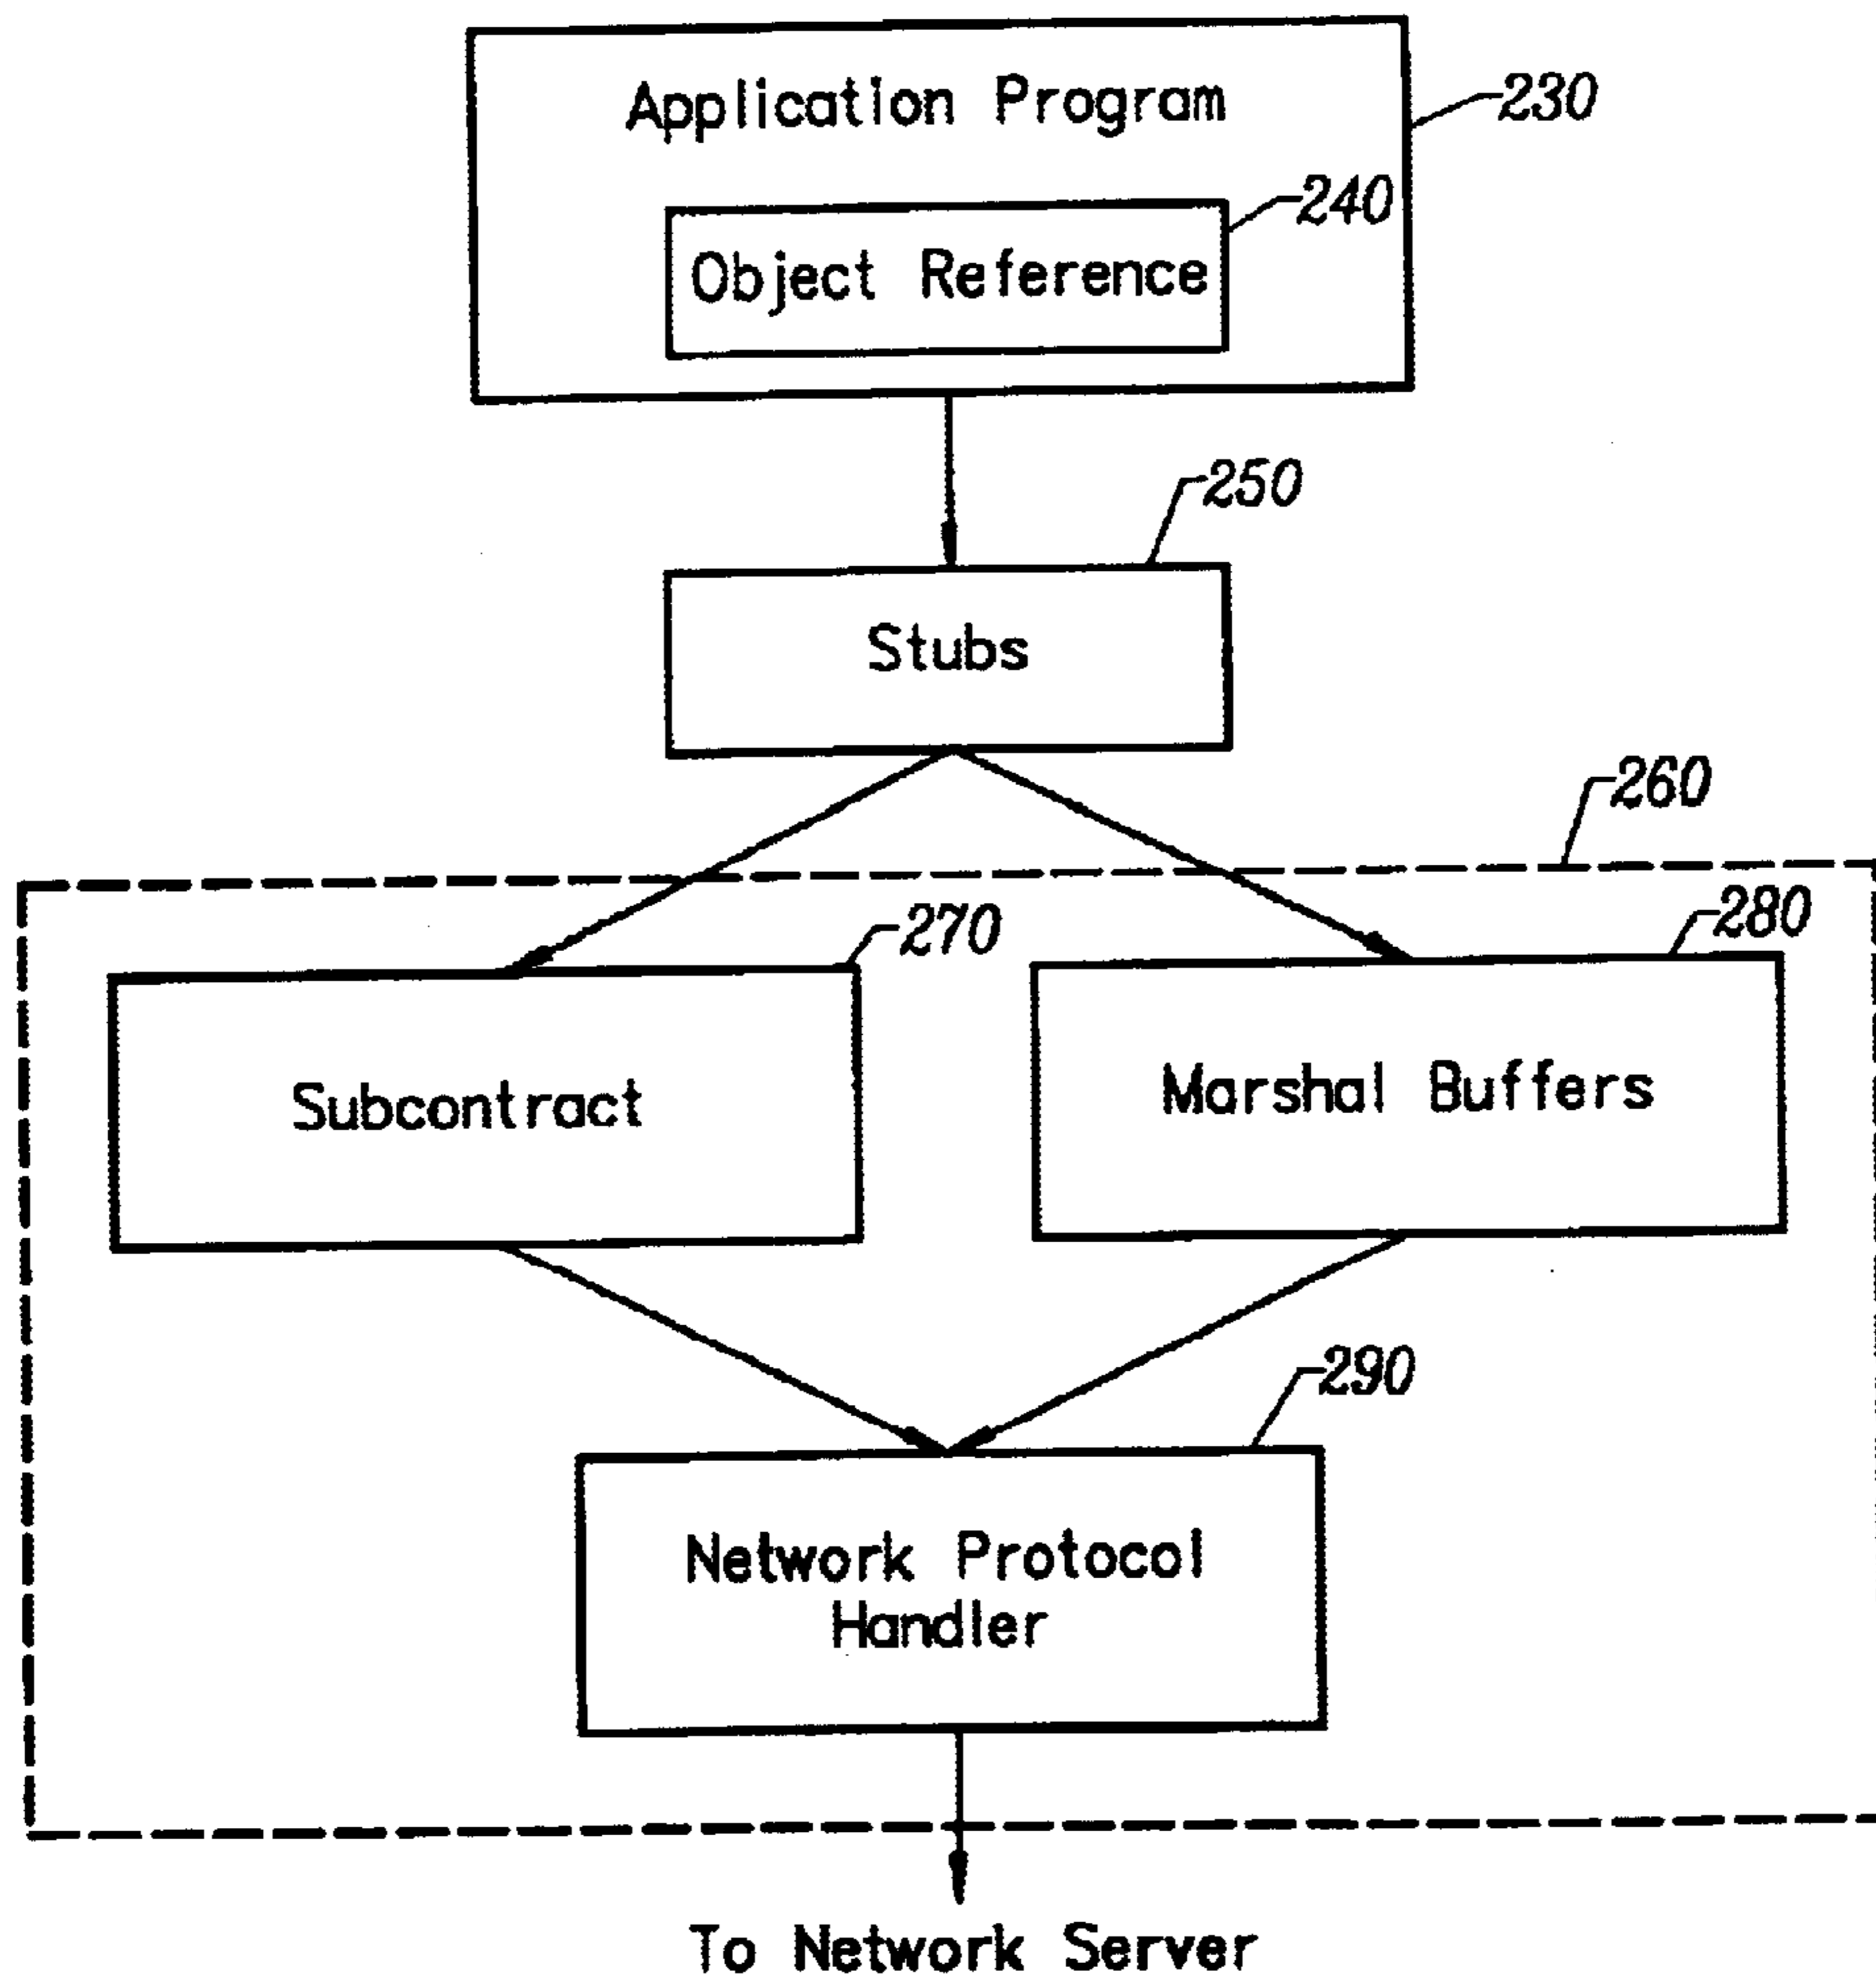 Application Program
230
240
Object Reference
250
Stubs
260
270
280
Subcontract
Marshal Buffers
290
Network Protocol
Handler
To Network Server